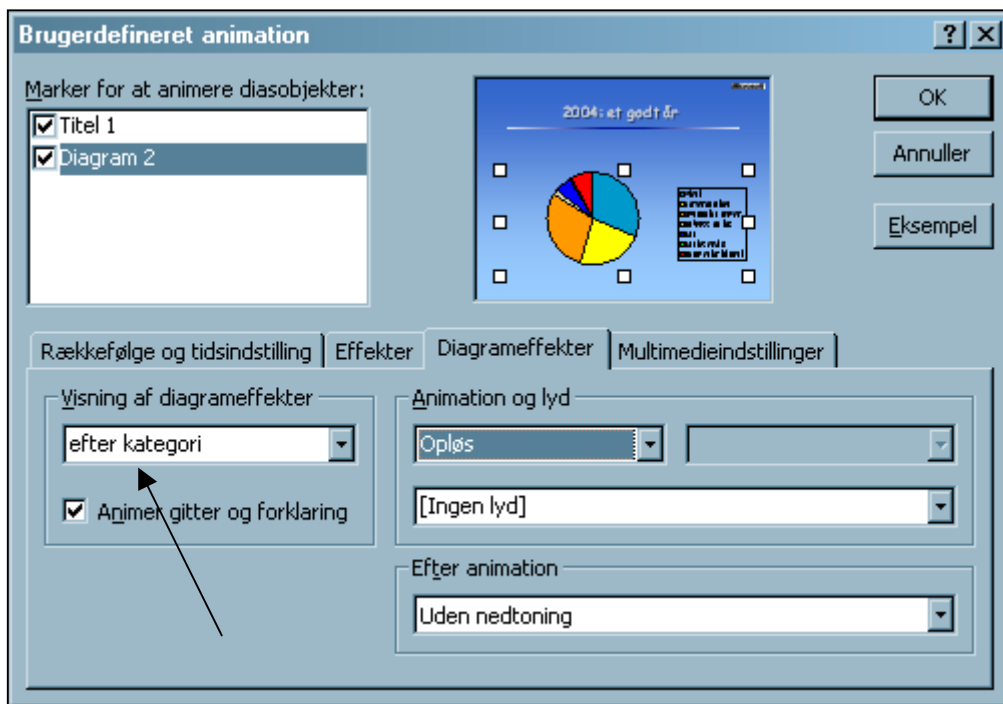 Brugerdefineret animation
Marker for at animere diasobjekter:
Titel 1
Diagram 2
2004: et godt år
OK
Annuller
Eksempel
Rækkefølge og tidsindstilling
Effekter
Diagrameffekter
Multimedieindstillinger
Visning af diagrameffekter
efter kategori
Animer gitter og forklaring
Animation og lyd
Opløs
[Ingen lyd]
Efter animation
Uden nedtoning